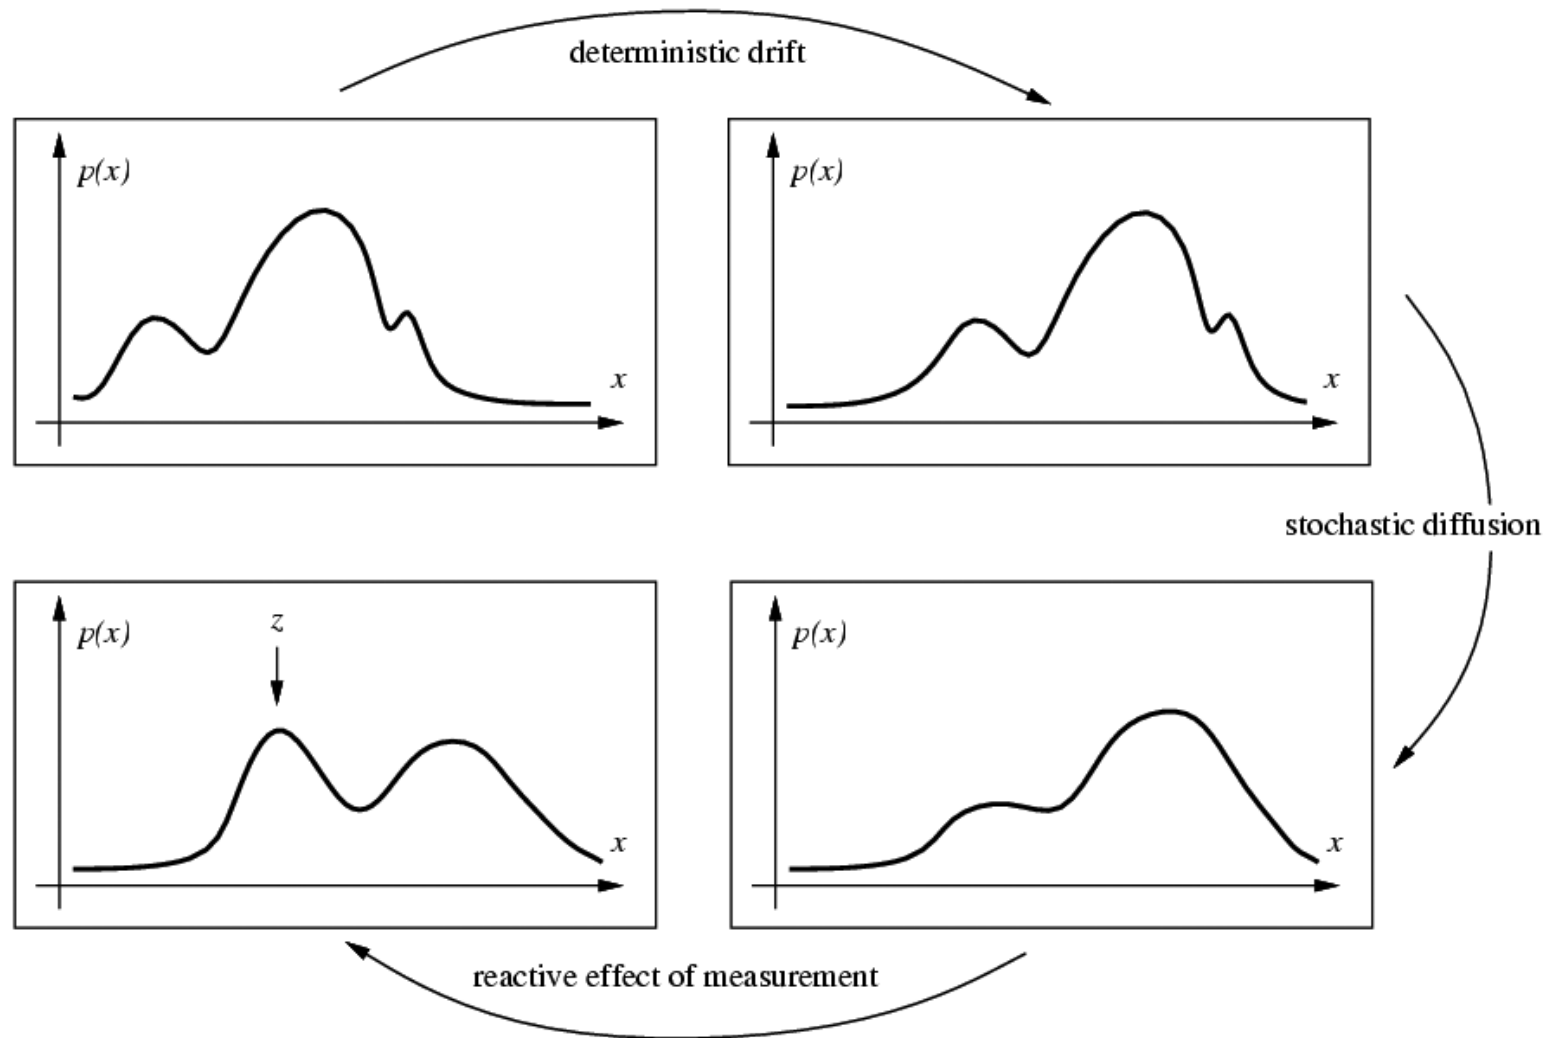 deterministic drift
p(x)
x
p(x)
x
stochastic diffusion
p(x)
z
x
p(x)
x
reactive effect of measurement